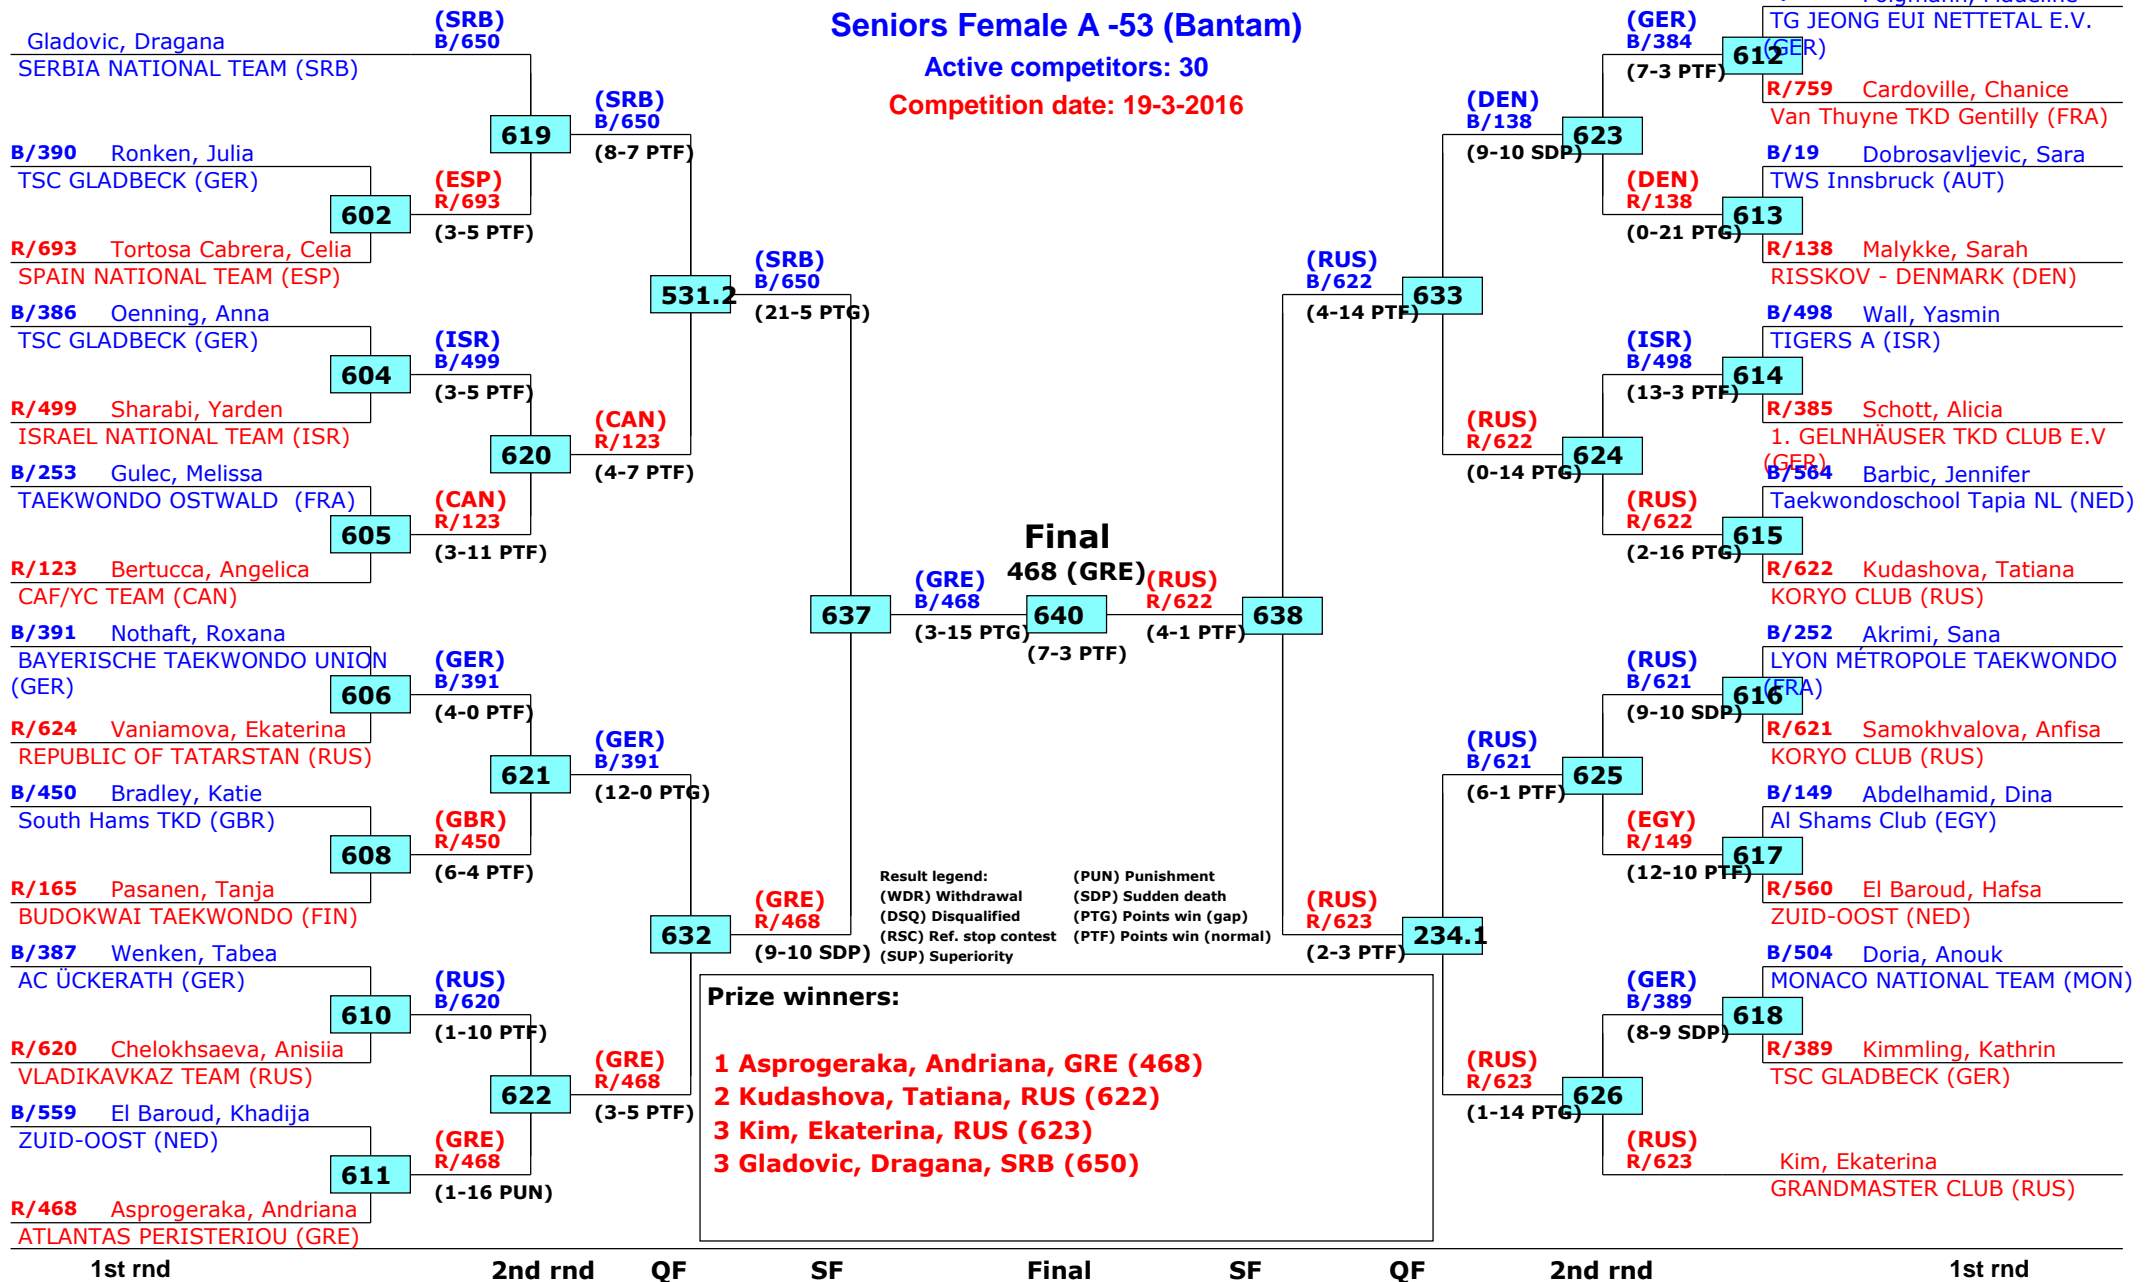 Seniors Female A -53 (Bantam)
Active competitors: 30
Competition date: 19-3-2016
Gladovic, Dragana
SERBIA NATIONAL TEAM (SRB)
B/390 Ronken, Julia
TSC GLADBECK (GER)
602
R/693 Tortosa Cabrera, Celia
SPAIN NATIONAL TEAM (ESP)
B/386 Oenning, Anna
TSC GLADBECK (GER)
604
R/499 Sharabi, Yarden
ISRAEL NATIONAL TEAM (ISR)
B/253 Gulec, Melissa
TAEKWONDO OSTWALD (FRA)
605
R/123 Bertucca, Angelica
CAF/YC TEAM (CAN)
B/391 Nothaft, Roxana
BAYERISCHE TAEKWONDO UNION
(GER)
606
R/624 Vaniamova, Ekaterina
REPUBLIC OF TATARSTAN (RUS)
B/450 Bradley, Katie
South Hams TKD (GBR)
608
R/165 Pasanen, Tanja
BUDOKWAI TAEKWONDO (FIN)
B/387 Wenken, Tabea
AC ÜCKERATH (GER)
610
R/620 Chelokhsaeva, Anisiia
VLADIKAVKAZ TEAM (RUS)
B/559 El Baroud, Khadija
ZUID-OOST (NED)
611
R/468 Asprogeraka, Andriana
ATLANTAS PERISTERIOU (GRE)
(SRB)
B/650
619
(ESP)
R/693
(3-5 PTF)
(ISR)
B/499
(3-5 PTF)
620
(CAN)
R/123
(3-11 PTF)
(GER)
B/391
(4-0 PTF)
621
(GBR)
R/450
(6-4 PTF)
(RUS)
B/620
(1-10 PTF)
622
(GRE)
R/468
(1-16 PUN)
(SRB)
B/650
(8-7 PTF)
531.2
(CAN)
R/123
(4-7 PTF)
(GER)
B/391
(12-0 PTG)
632
(GRE)
R/468
(3-5 PTF)
(SRB)
B/650
(21-5 PTG)
637
(GRE)
R/468
(9-10 SDP)
(GRE)
B/468
(3-15 PTG)
Final
468 (GRE)
640
(7-3 PTF)
(RUS)
R/622
(4-1 PTF)
638
(RUS)
B/622
(4-14 PTF)
(RUS)
R/623
(2-3 PTF)
633
234.1
(DEN)
B/138
(9-10 SDP)
(RUS)
R/622
(0-14 PTG)
(RUS)
B/621
(6-1 PTF)
(RUS)
R/623
(1-14 PTG)
623
624
625
626
(GER)
B/384
(7-3 PTF)
(DEN)
R/138
(0-21 PTG)
(ISR)
B/498
(13-3 PTF)
(RUS)
R/622
(2-16 PTG)
(RUS)
B/621
(9-10 SDP)
(EGY)
R/149
(12-10 PTF)
(GER)
B/389
(8-9 SDP)
(RUS)
R/623
TG JEONG EUI NETTETAL E.V.
(GER)
612
R/759 Cardoville, Chanice
Van Thuyne TKD Gentilly (FRA)
B/19 Dobrosavljevic, Sara
TWS Innsbruck (AUT)
613
R/138 Malykke, Sarah
RISSKOV - DENMARK (DEN)
B/498 Wall, Yasmin
TIGERS A (ISR)
614
R/385 Schott, Alicia
1. GELNHÄUSER TKD CLUB E.V
(GER)
B/564 Barbic, Jennifer
Taekwondoschool Tapia NL (NED)
615
R/622 Kudashova, Tatiana
KORYO CLUB (RUS)
B/252 Akrimi, Sana
LYON MÉTROPOLE TAEKWONDO
(FRA)
616
R/621 Samokhvalova, Anfisa
KORYO CLUB (RUS)
B/149 Abdelhamid, Dina
Al Shams Club (EGY)
617
R/560 El Baroud, Hafsa
ZUID-OOST (NED)
B/504 Doria, Anouk
MONACO NATIONAL TEAM (MON)
618
R/389 Kimmling, Kathrin
TSC GLADBECK (GER)
Kim, Ekaterina
GRANDMASTER CLUB (RUS)
Result legend:
(WDR) Withdrawal
(DSQ) Disqualified
(RSC) Ref. stop contest
(SUP) Superiority
(PUN) Punishment
(SDP) Sudden death
(PTG) Points win (gap)
(PTF) Points win (normal)
Prize winners:
1 Asprogeraka, Andriana, GRE (468)
2 Kudashova, Tatiana, RUS (622)
3 Kim, Ekaterina, RUS (623)
3 Gladovic, Dragana, SRB (650)
1st rnd 2nd rnd QF SF Final SF QF 2nd rnd 1st rnd